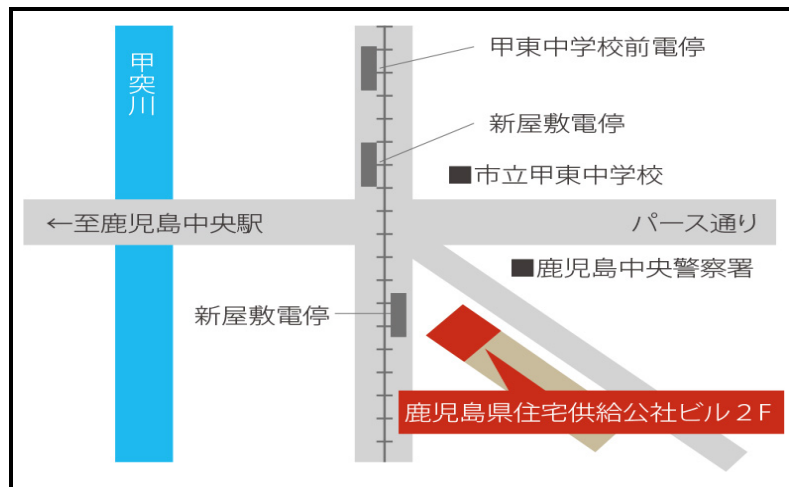 甲東中学校前電停
甲突川
新屋敷電停
■市立甲東中学校
←至鹿児島中央駅
パース通り
■鹿児島中央警察署
新屋敷電停
鹿児島県住宅供給公社ビル2F